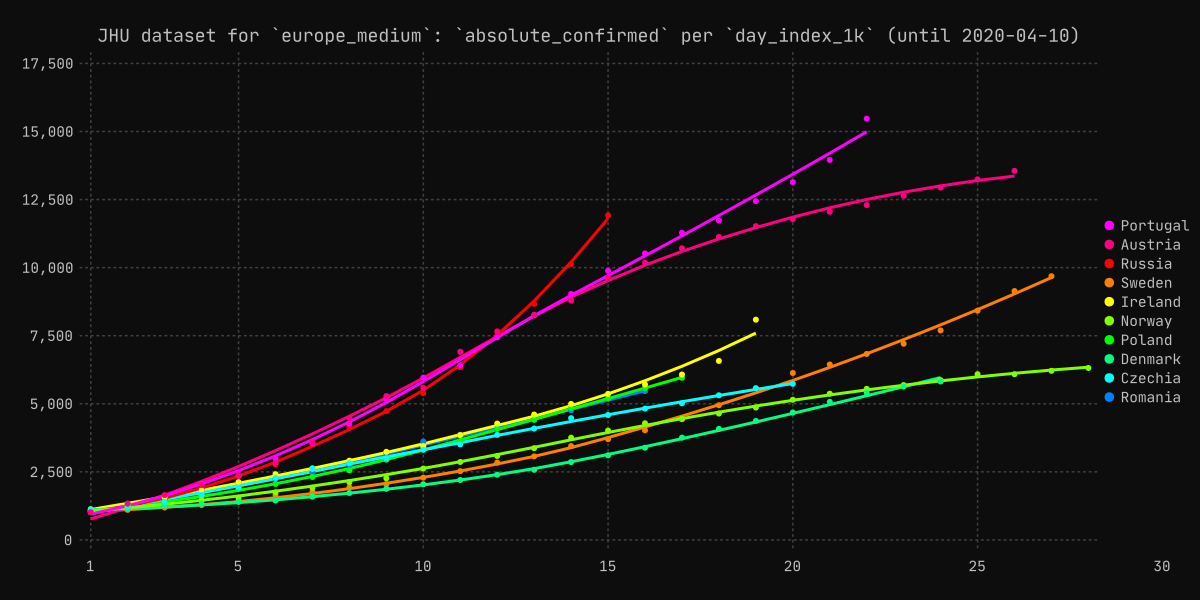 JHU dataset for `europe_medium`: `absolute_confirmed` per `day_index_1k` (until 2020-04-10)
17,500
15,000
12,500
10,000
7,500
5,000
2,500
0
1 5 10 15 20 25 30
Portugal
Austria
Russia
Sweden
Ireland
Norway
Poland
Denmark
Czechia
Romania